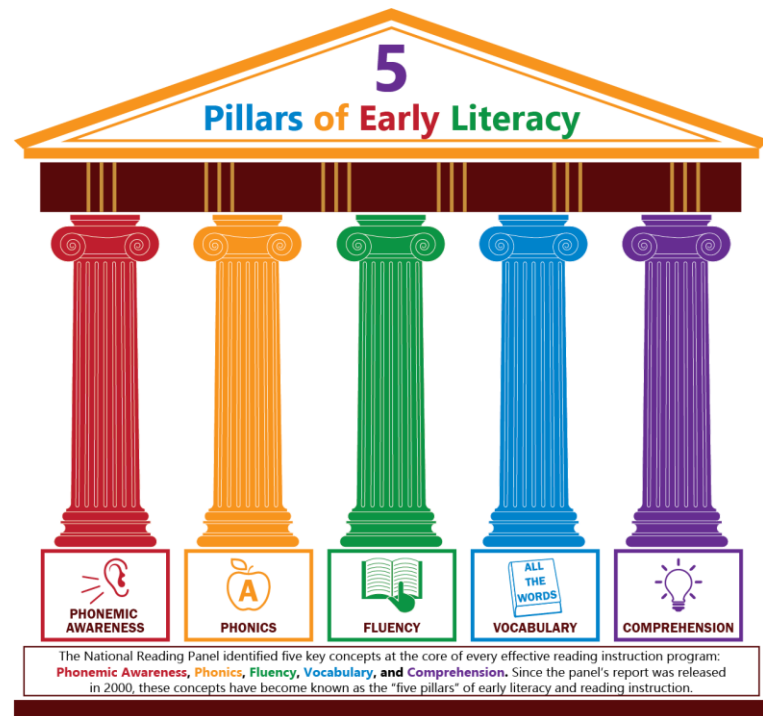 5
Pillars of Early Literacy
PHONEMIC
AWARENESS
A
PHONICS
FLUENCY
ALL
THE
WORDS
VOCABULARY
COMPREHENSION
The National Reading Panel identified five key concepts at the core of every effective reading instruction program:
Phonemic Awareness, Phonics, Fluency, Vocabulary, and Comprehension. Since the panel's report was released
in 2000, these concepts have become known as the “five pillars” of early literacy and reading instruction.